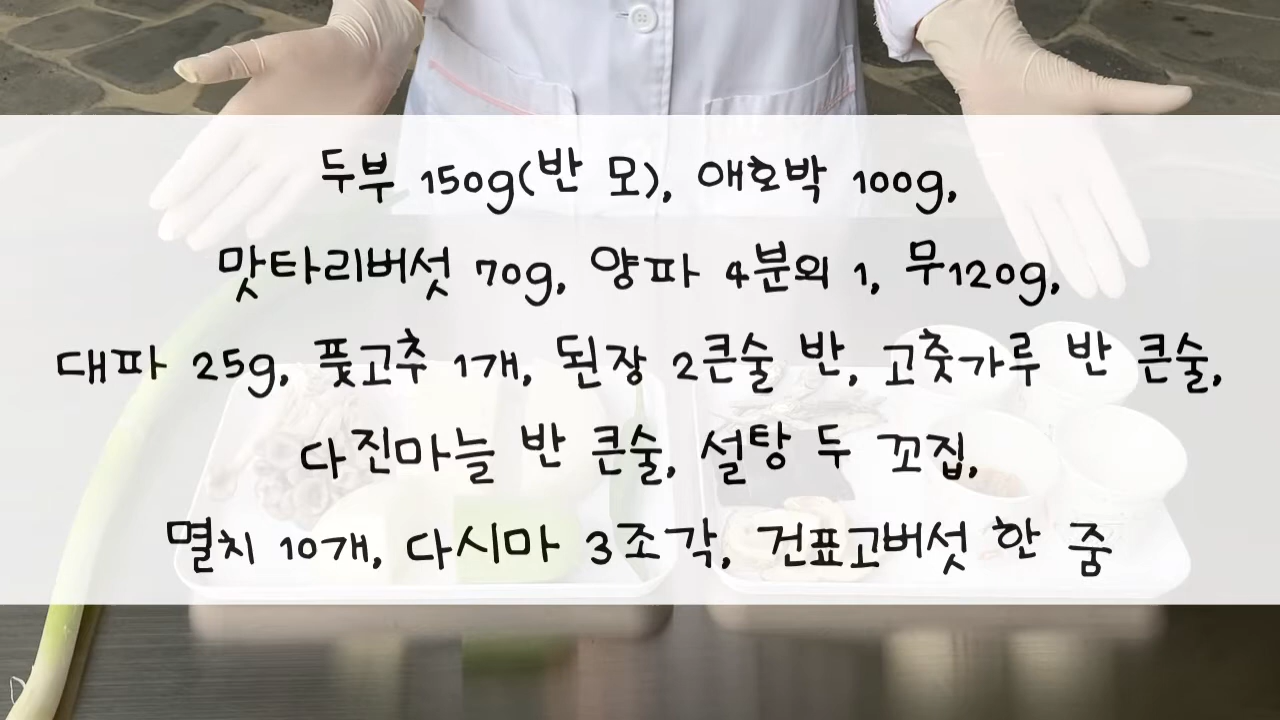 두부 150g(반 모), 애호박 100g,
맛타리버섯 70g, 양파 4분의 1, 무120g,
대파 25g, 풋고추 1개, 된장 2큰술 반, 고춧가루 반 큰술,
다진마늘 반 큰술, 설탕 두 꼬집,
멸치 10개, 다시마 3조각, 건표고버섯 한 줌